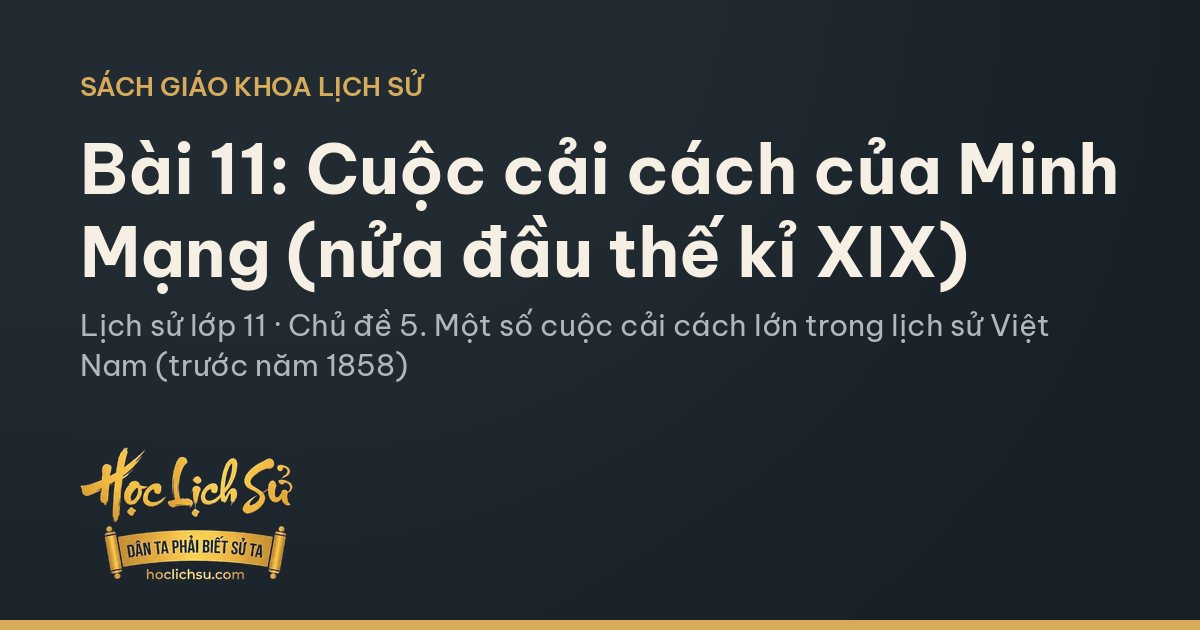 SÁCH GIÁO KHOA LỊCH SỬ
Bài 11: Cuộc cải cách của Minh
Mạng (nửa đầu thế kỉ XIX)
Lịch sử lớp 11 · Chủ đề 5. Một số cuộc cải cách lớn trong lịch sử Việt
Nam (trước năm 1858)
Học Lịch Sử
DÂN TA PHẢI BIẾT SỬ TA
hoclichsu.com